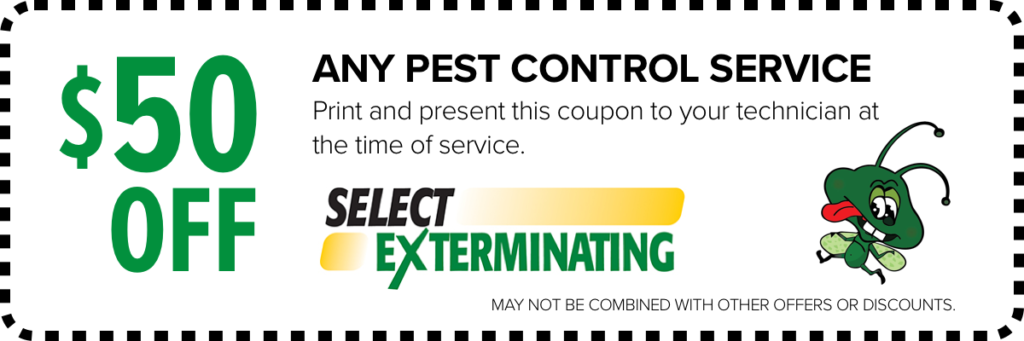 $50
OFF
ANY PEST CONTROL SERVICE
Print and present this coupon to your technician at
the time of service.
SELECT
EXTERMINATING
MAY NOT BE COMBINED WITH OTHER OFFERS OR DISCOUNTS.